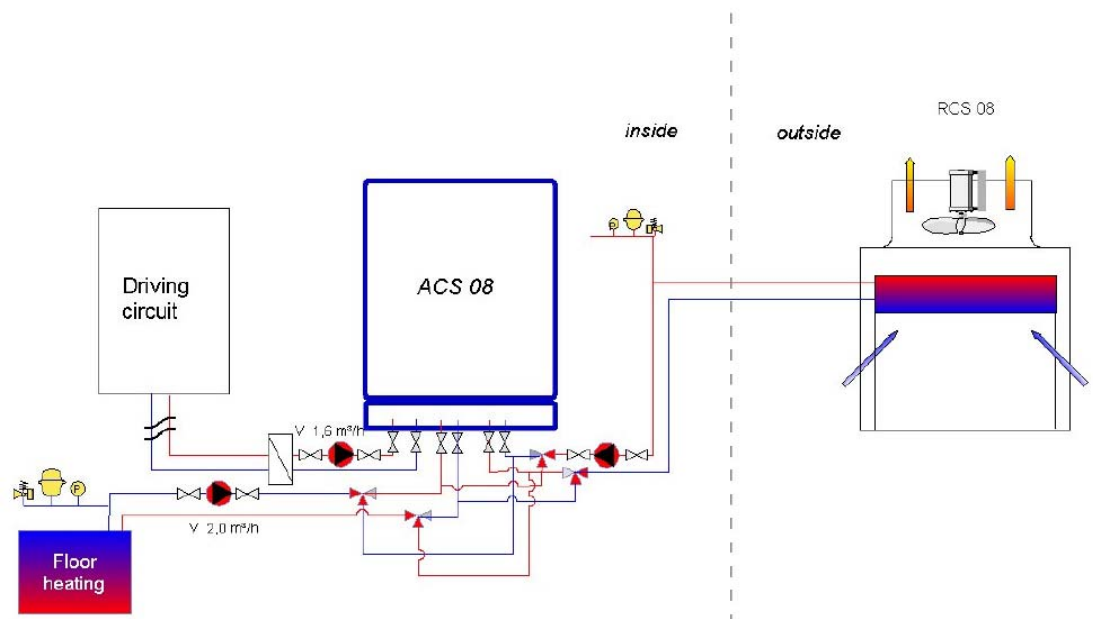 RCS 08
inside
outside
Driving
circuit
ACS 08
V 1,6 m³/h
P
P
V 2,0 m³/h
Floor
heating